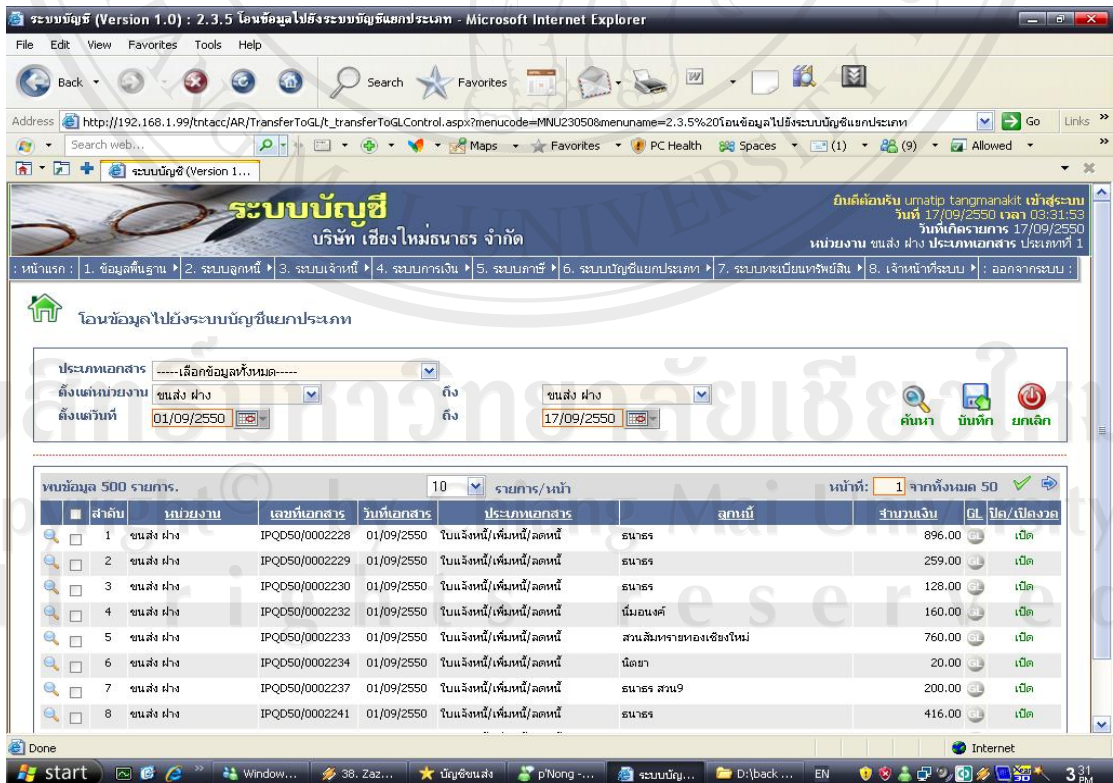 ระบบบัญชี (Version 1.0) : 2.3.5 โอนข้อมูลไปยังระบบบัญชีแยกประเภท - Microsoft Internet Explorer
File Edit View Favorites Tools Help
Back Search Favorites
Address http://192.168.1.99/tntacc/AR/TransferToGL/t_transferToGLControl.aspx?menucode=MNU23050&menuname=2.3.5%20โอนข้อมูลไปยังระบบบัญชีแยกประเภท Go Links »
Search web... Maps Favorites PC Health Spaces (1) (9) Allowed »
ระบบบัญชี (Version 1...
ระบบบัญชี
บริษัท เชียงใหม่ธนาธร จำกัด
ยินดีต้อนรับ umatip tangmanakit เข้าสู่ระบบ
วันที่ 17/09/2550 เวลา 03:31:53
วันที่เกิดรายการ 17/09/2550
หน่วยงาน ขนส่ง ฝาง ประเภทเอกสาร ประเภทที่ 1
: หน้าแรก : 1. ข้อมูลพื้นฐาน 2. ระบบลูกหนี้ 3. ระบบเจ้าหนี้ 4. ระบบการเงิน 5. ระบบภาษี 6. ระบบบัญชีแยกประเภท 7. ระบบทะเบียนทรัพย์สิน 8. เจ้าหน้าที่ระบบ : ออกจากระบบ :
โอนข้อมูลไปยังระบบบัญชีแยกประเภท
ประเภทเอกสาร -----เลือกข้อมูลทั้งหมด-----
ตั้งแต่หน่วยงาน ขนส่ง ฝาง ถึง ขนส่ง ฝาง
ตั้งแต่วันที่ 01/09/2550 ถึง 17/09/2550
ค้นหา บันทึก ยกเลิก
พบข้อมูล 500 รายการ. 10 รายการ/หน้า หน้าที่: 1 จากทั้งหมด 50
ลำดับ หน่วยงาน เลขที่เอกสาร วันที่เอกสาร ประเภทเอกสาร ลูกหนี้ จำนวนเงิน GL ปิด/เปิดงวด
1 ขนส่ง ฝาง IPQD50/0002228 01/09/2550 ใบแจ้งหนี้/เพิ่มหนี้/ลดหนี้ ธนาธร 896.00 GL เปิด
2 ขนส่ง ฝาง IPQD50/0002229 01/09/2550 ใบแจ้งหนี้/เพิ่มหนี้/ลดหนี้ ธนาธร 259.00 GL เปิด
3 ขนส่ง ฝาง IPQD50/0002230 01/09/2550 ใบแจ้งหนี้/เพิ่มหนี้/ลดหนี้ ธนาธร 128.00 GL เปิด
4 ขนส่ง ฝาง IPQD50/0002232 01/09/2550 ใบแจ้งหนี้/เพิ่มหนี้/ลดหนี้ นิ่มอนงค์ 160.00 GL เปิด
5 ขนส่ง ฝาง IPQD50/0002233 01/09/2550 ใบแจ้งหนี้/เพิ่มหนี้/ลดหนี้ สวนส้มทรายทองเชียงใหม่ 760.00 GL เปิด
6 ขนส่ง ฝาง IPQD50/0002234 01/09/2550 ใบแจ้งหนี้/เพิ่มหนี้/ลดหนี้ นิตยา 20.00 GL เปิด
7 ขนส่ง ฝาง IPQD50/0002237 01/09/2550 ใบแจ้งหนี้/เพิ่มหนี้/ลดหนี้ ธนาธร สวน9 200.00 GL เปิด
8 ขนส่ง ฝาง IPQD50/0002241 01/09/2550 ใบแจ้งหนี้/เพิ่มหนี้/ลดหนี้ ธนาธร 416.00 GL เปิด
Done Internet
start Window... 38. Zaz... บัญชีขนส่ง p'Nong -... ระบบบัญ... D:\back ... EN 3 31 PM